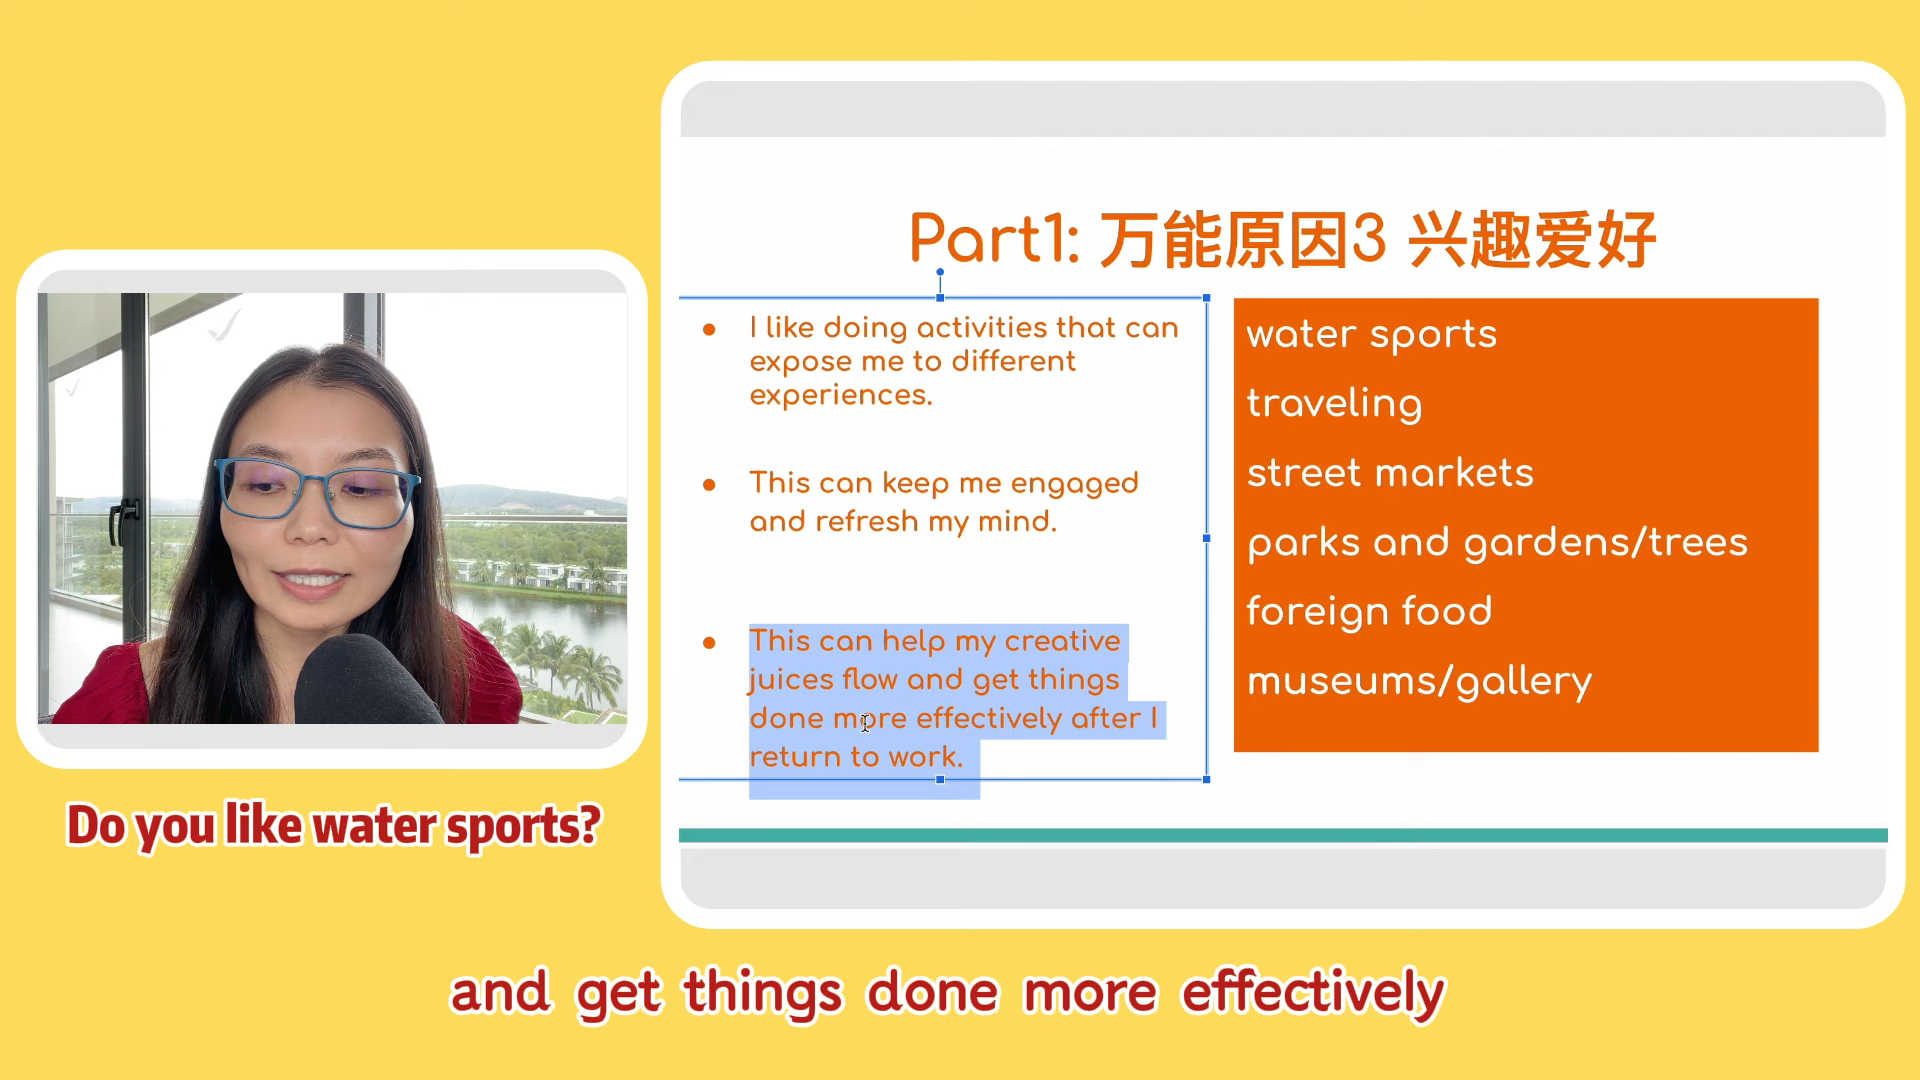 Part1: 万能原因3 兴趣爱好
I like doing activities that can
expose me to different
experiences.
This can keep me engaged
and refresh my mind.
This can help my creative
juices flow and get things
done more effectively after I
return to work.
water sports
traveling
street markets
parks and gardens/trees
foreign food
museums/gallery
Do you like water sports?
and get things done more effectively